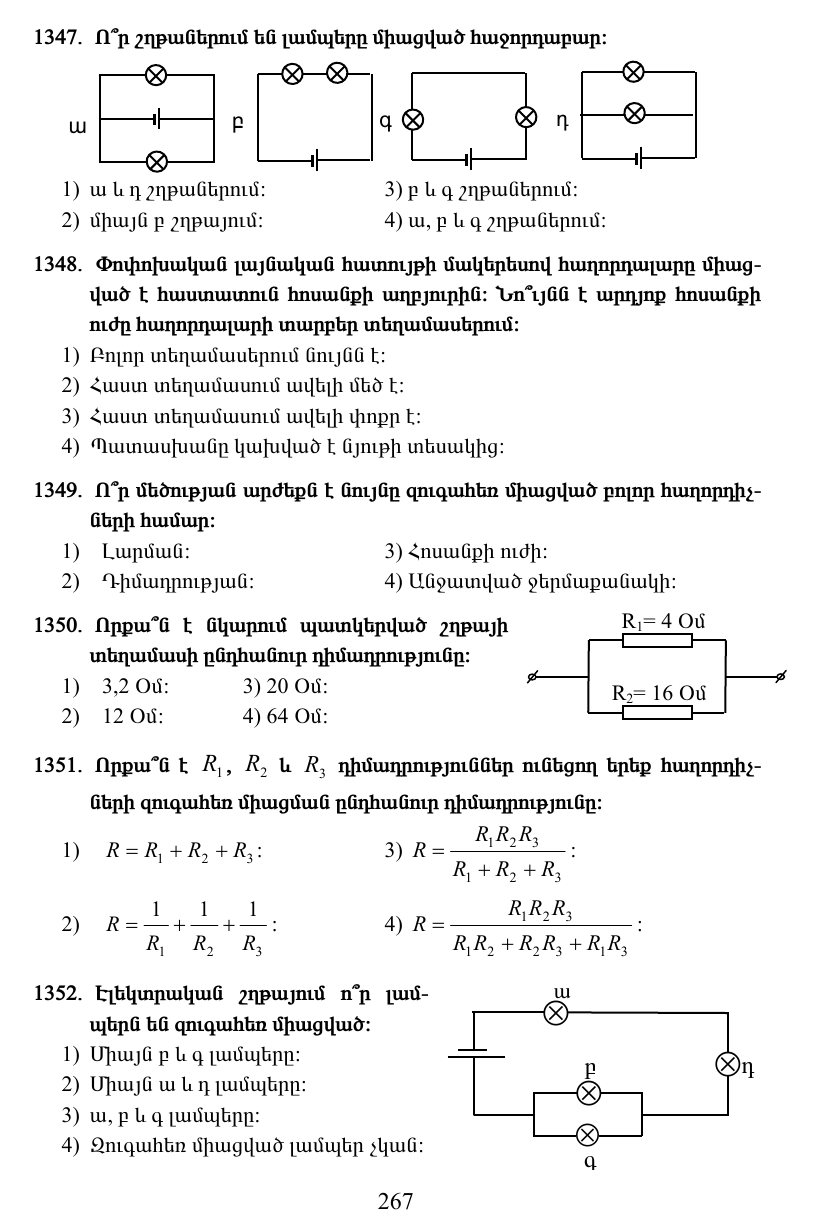 1347. Ո՞ր շղթաներում են լամպերը միացված հաջորդաբար:
ա բ գ դ
1) ա և դ շղթաներում: 3) բ և գ շղթաներում:
2) միայն բ շղթայում: 4) ա, բ և գ շղթաներում:
1348. Փոփոխական լայնական հատույթի մակերեսով հաղորդալարը միաց-
ված է հաստատուն հոսանքի աղբյուրին: Նո՞ւյնն է արդյոք հոսանքի
ուժը հաղորդալարի տարբեր տեղամասերում:
1) Բոլոր տեղամասերում նույնն է:
2) Հաստ տեղամասում ավելի մեծ է:
3) Հաստ տեղամասում ավելի փոքր է:
4) Պատասխանը կախված է նյութի տեսակից:
1349. Ո՞ր մեծության արժեքն է նույնը զուգահեռ միացված բոլոր հաղորդիչ-
ների համար:
1) Լարման: 3) Հոսանքի ուժի:
2) Դիմադրության: 4) Անջատված ջերմաքանակի:
1350. Որքա՞ն է նկարում պատկերված շղթայի
տեղամասի ընդհանուր դիմադրությունը:
1) 3,2 Օմ: 3) 20 Օմ:
2) 12 Օմ: 4) 64 Օմ:
R₁= 4 Օմ
R₂= 16 Օմ
1351. Որքա՞ն է R₁, R₂ և R₃ դիմադրություններ ունեցող երեք հաղորդիչ-
ների զուգահեռ միացման ընդհանուր դիմադրությունը:
1) R = R₁ + R₂ + R₃: 3) R = R₁R₂R₃ / (R₁ + R₂ + R₃):
2) R = 1/R₁ + 1/R₂ + 1/R₃: 4) R = R₁R₂R₃ / (R₁R₂ + R₂R₃ + R₁R₃):
1352. Էլեկտրական շղթայում ո՞ր լամ-
պերն են զուգահեռ միացված:
1) Միայն բ և գ լամպերը:
2) Միայն ա և դ լամպերը:
3) ա, բ և գ լամպերը:
4) Զուգահեռ միացված լամպեր չկան:
ա
դ
բ
գ
267